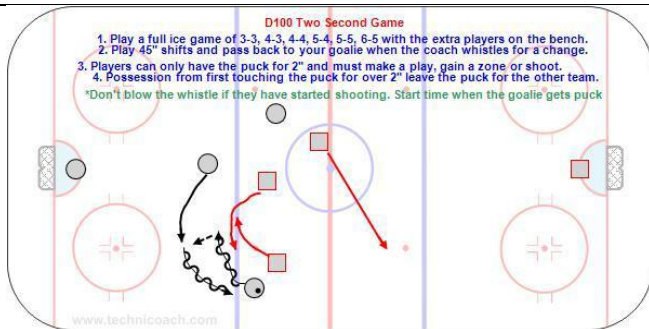 D100 Two Second Game
1. Play a full ice game of 3-3, 4-3, 4-4, 5-4, 5-5, 6-5 with the extra players on the bench.
2. Play 45" shifts and pass back to your goalie when the coach whistles for a change.
3. Players can only have the puck for 2" and must make a play, gain a zone or shoot.
4. Possession from first touching the puck for over 2" leave the puck for the other team.
*Don't blow the whistle if they have started shooting. Start time when the goalie gets puck
www.technicoach.com